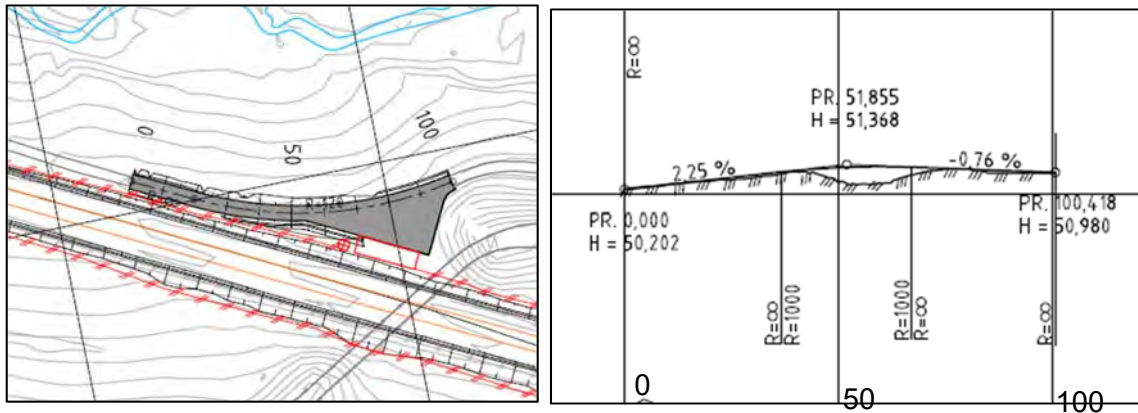 0
50
100
R=∞
PR. 51,855
H = 51,368
2,25 %
-0,76 %
PR. 0,000
H = 50,202
PR. 100,418
H = 50,980
R=∞
R=1000
R=1000
R=∞
R=∞
0
50
100